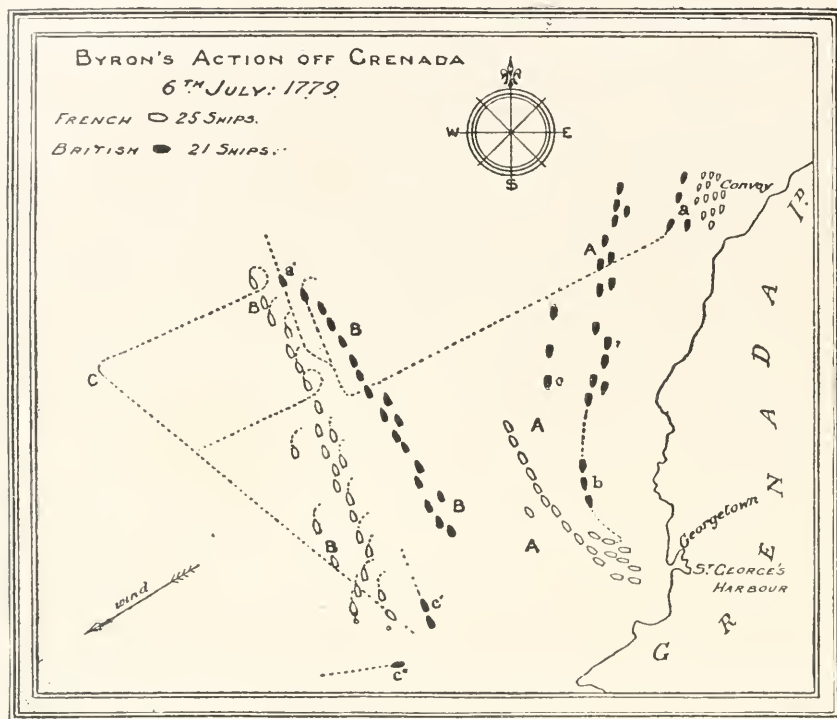 BYRON'S ACTION OFF GRENADA
6TH JULY: 1779.
FRENCH 25 SHIPS.
BRITISH 21 SHIPS.
W E
S
Convoy
a
A
I.D
B a'
B
B
C
c
A
b
B
A
B
Georgetown
ST GEORGE'S
HARBOUR
wind
c'
c"
GRENADA